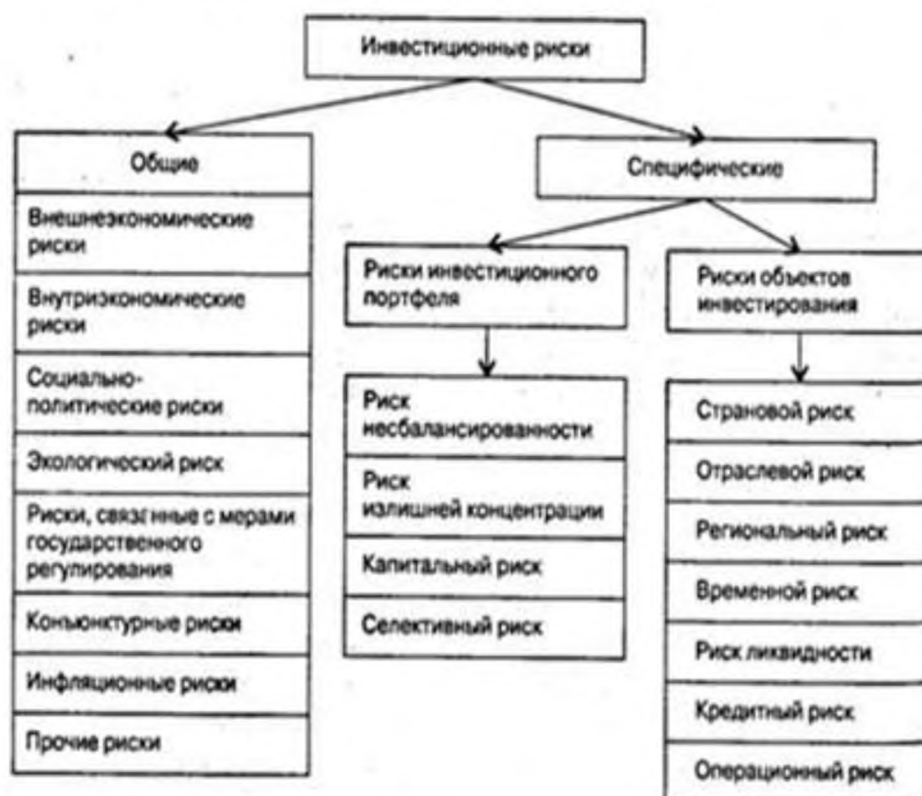 Инвестиционные риски
Общие
Внешнеэкономические
риски
Внутриэкономические
риски
Социально-
политические риски
Экологический риск
Риски, связанные с мерами
государственного
регулирования
Конъюнктурные риски
Инфляционные риски
Прочие риски
Специфические
Риски инвестиционного
портфеля
Риск
несбалансированности
Риск
излишней концентрации
Капитальный риск
Селективный риск
Риски объектов
инвестирования
Страновой риск
Отраслевой риск
Региональный риск
Временной риск
Риск ликвидности
Кредитный риск
Операционный риск